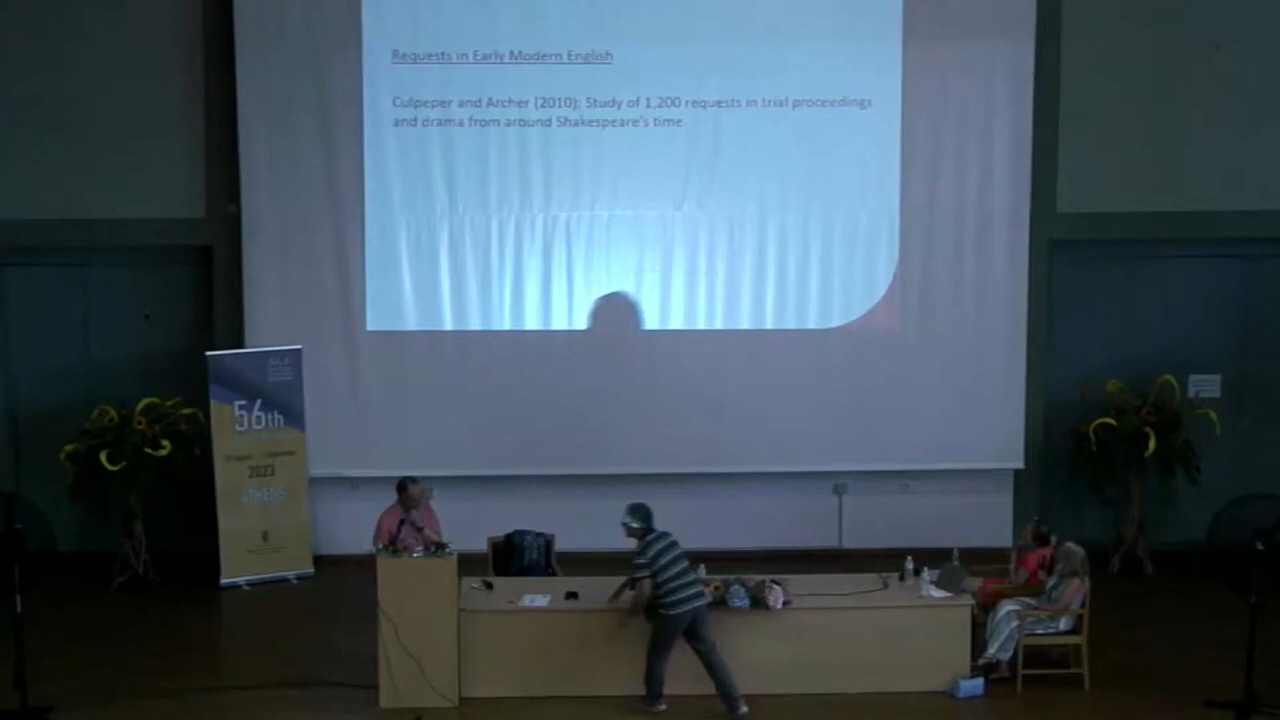 Requests in Early Modern English
Culpeper and Archer (2010): Study of 1,200 requests in trial proceedings
and drama from around Shakespeare's time.
56th
2023
ATHENS